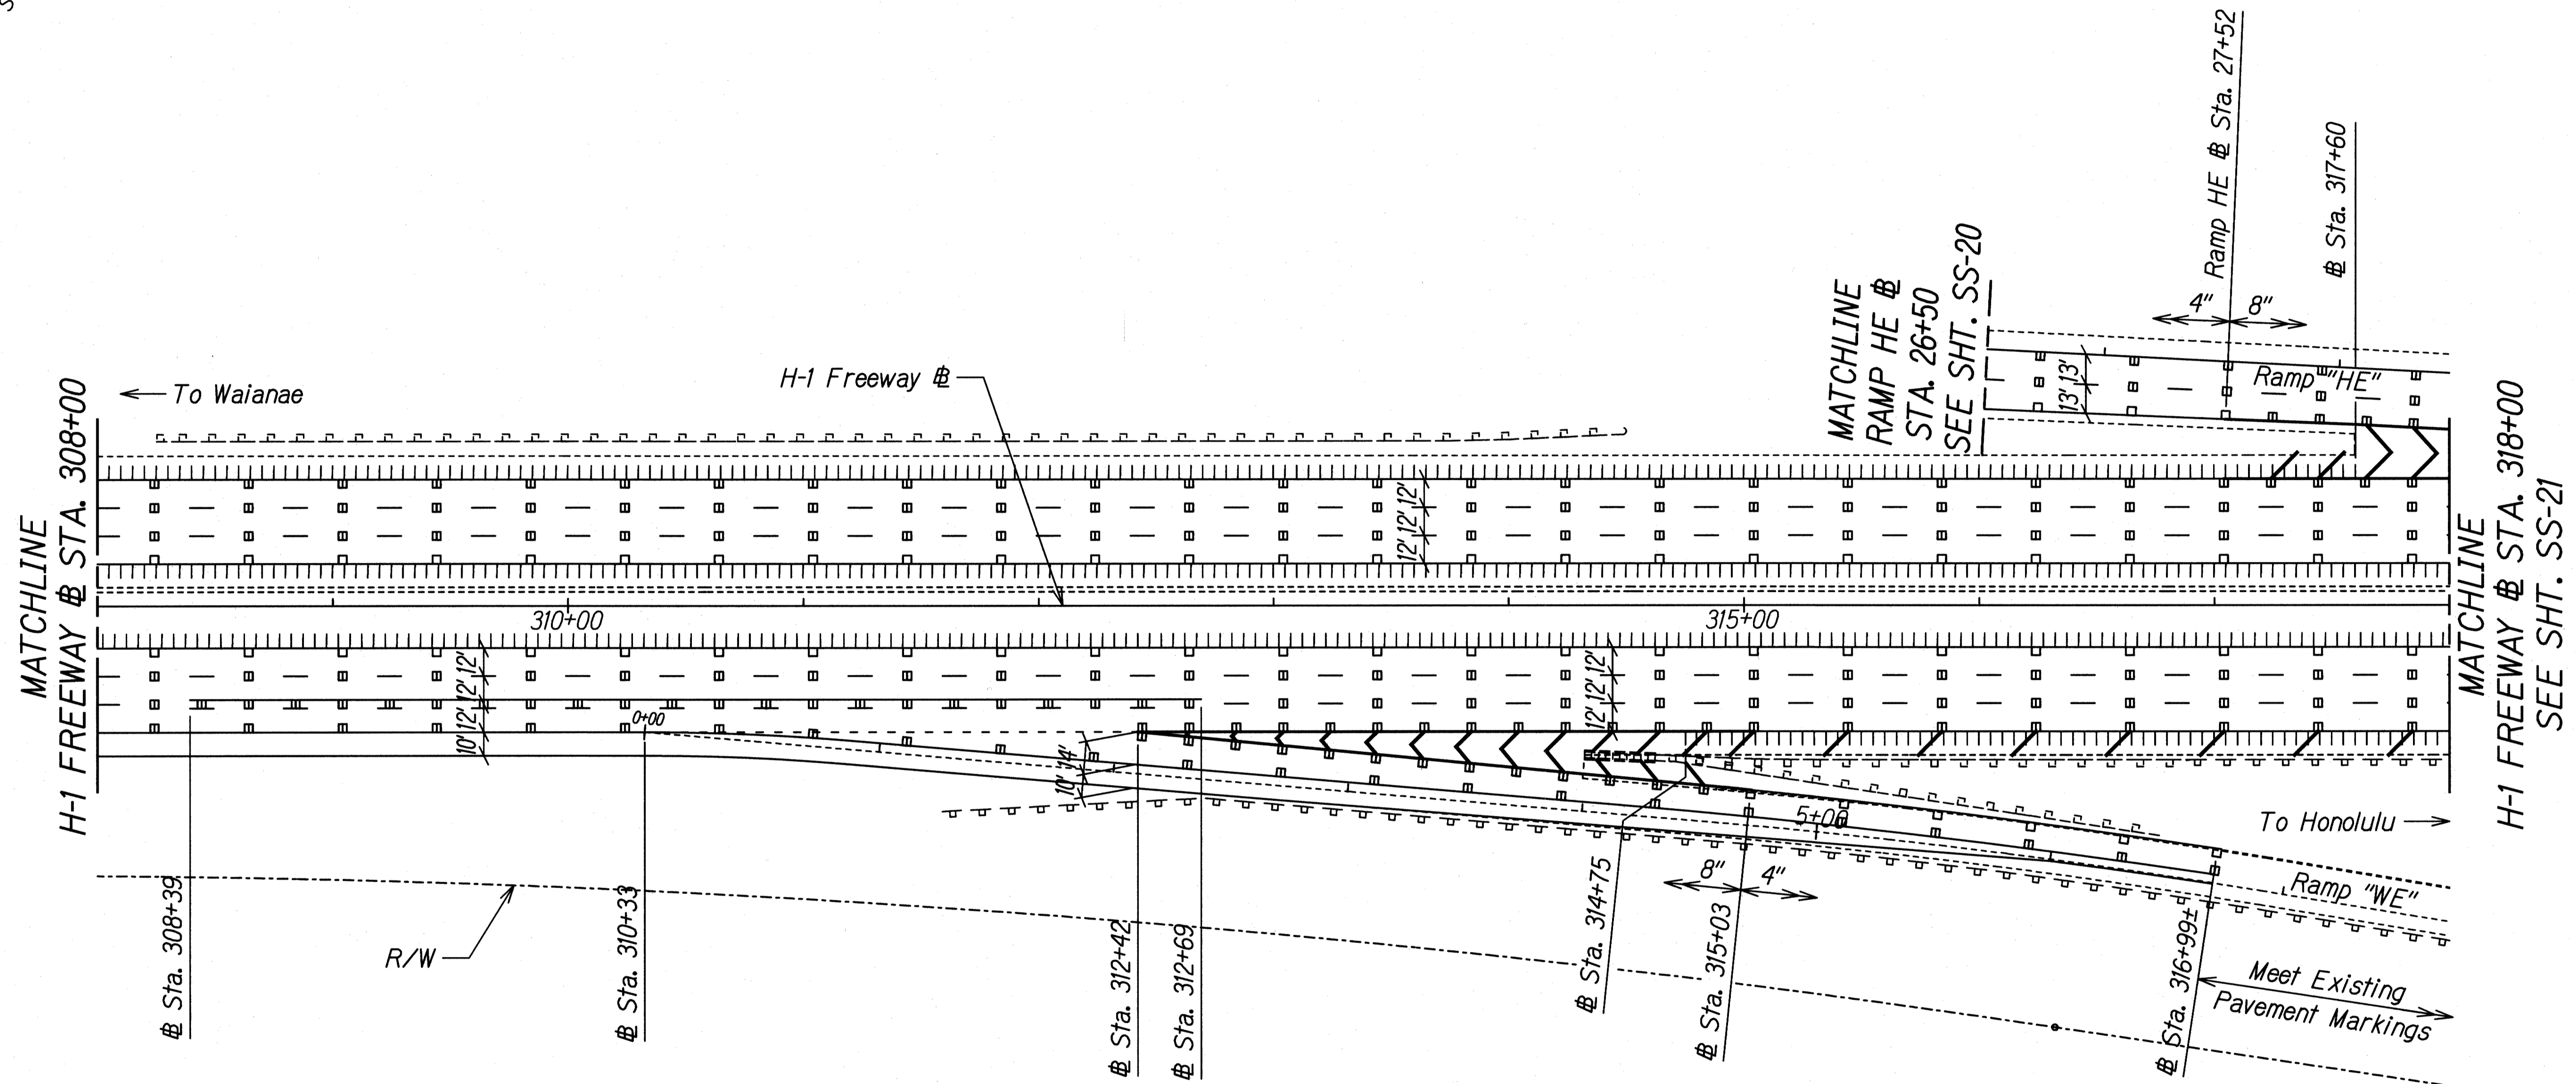 Ramp HE ⅊ Sta. 27+52
⅊ Sta. 317+60
4" 8"
MATCHLINE
RAMP HE ⅊
STA. 26+50
SEE SHT. SS-20
Ramp "HE"
13' 13'
To Waianae
H-1 Freeway ⅊
MATCHLINE
H-1 FREEWAY ⅊ STA. 308+00
12' 12' 12'
310+00
315+00
MATCHLINE
H-1 FREEWAY ⅊ STA. 318+00
SEE SHT. SS-21
10' 12' 12' 12'
0+00
12' 12' 12'
10' 14'
5+00
To Honolulu
8" 4"
Ramp "WE"
R/W
⅊ Sta. 308+39
⅊ Sta. 310+33
⅊ Sta. 312+42
⅊ Sta. 312+69
⅊ Sta. 314+75
⅊ Sta. 315+03
⅊ Sta. 316+99±
Meet Existing
Pavement Markings